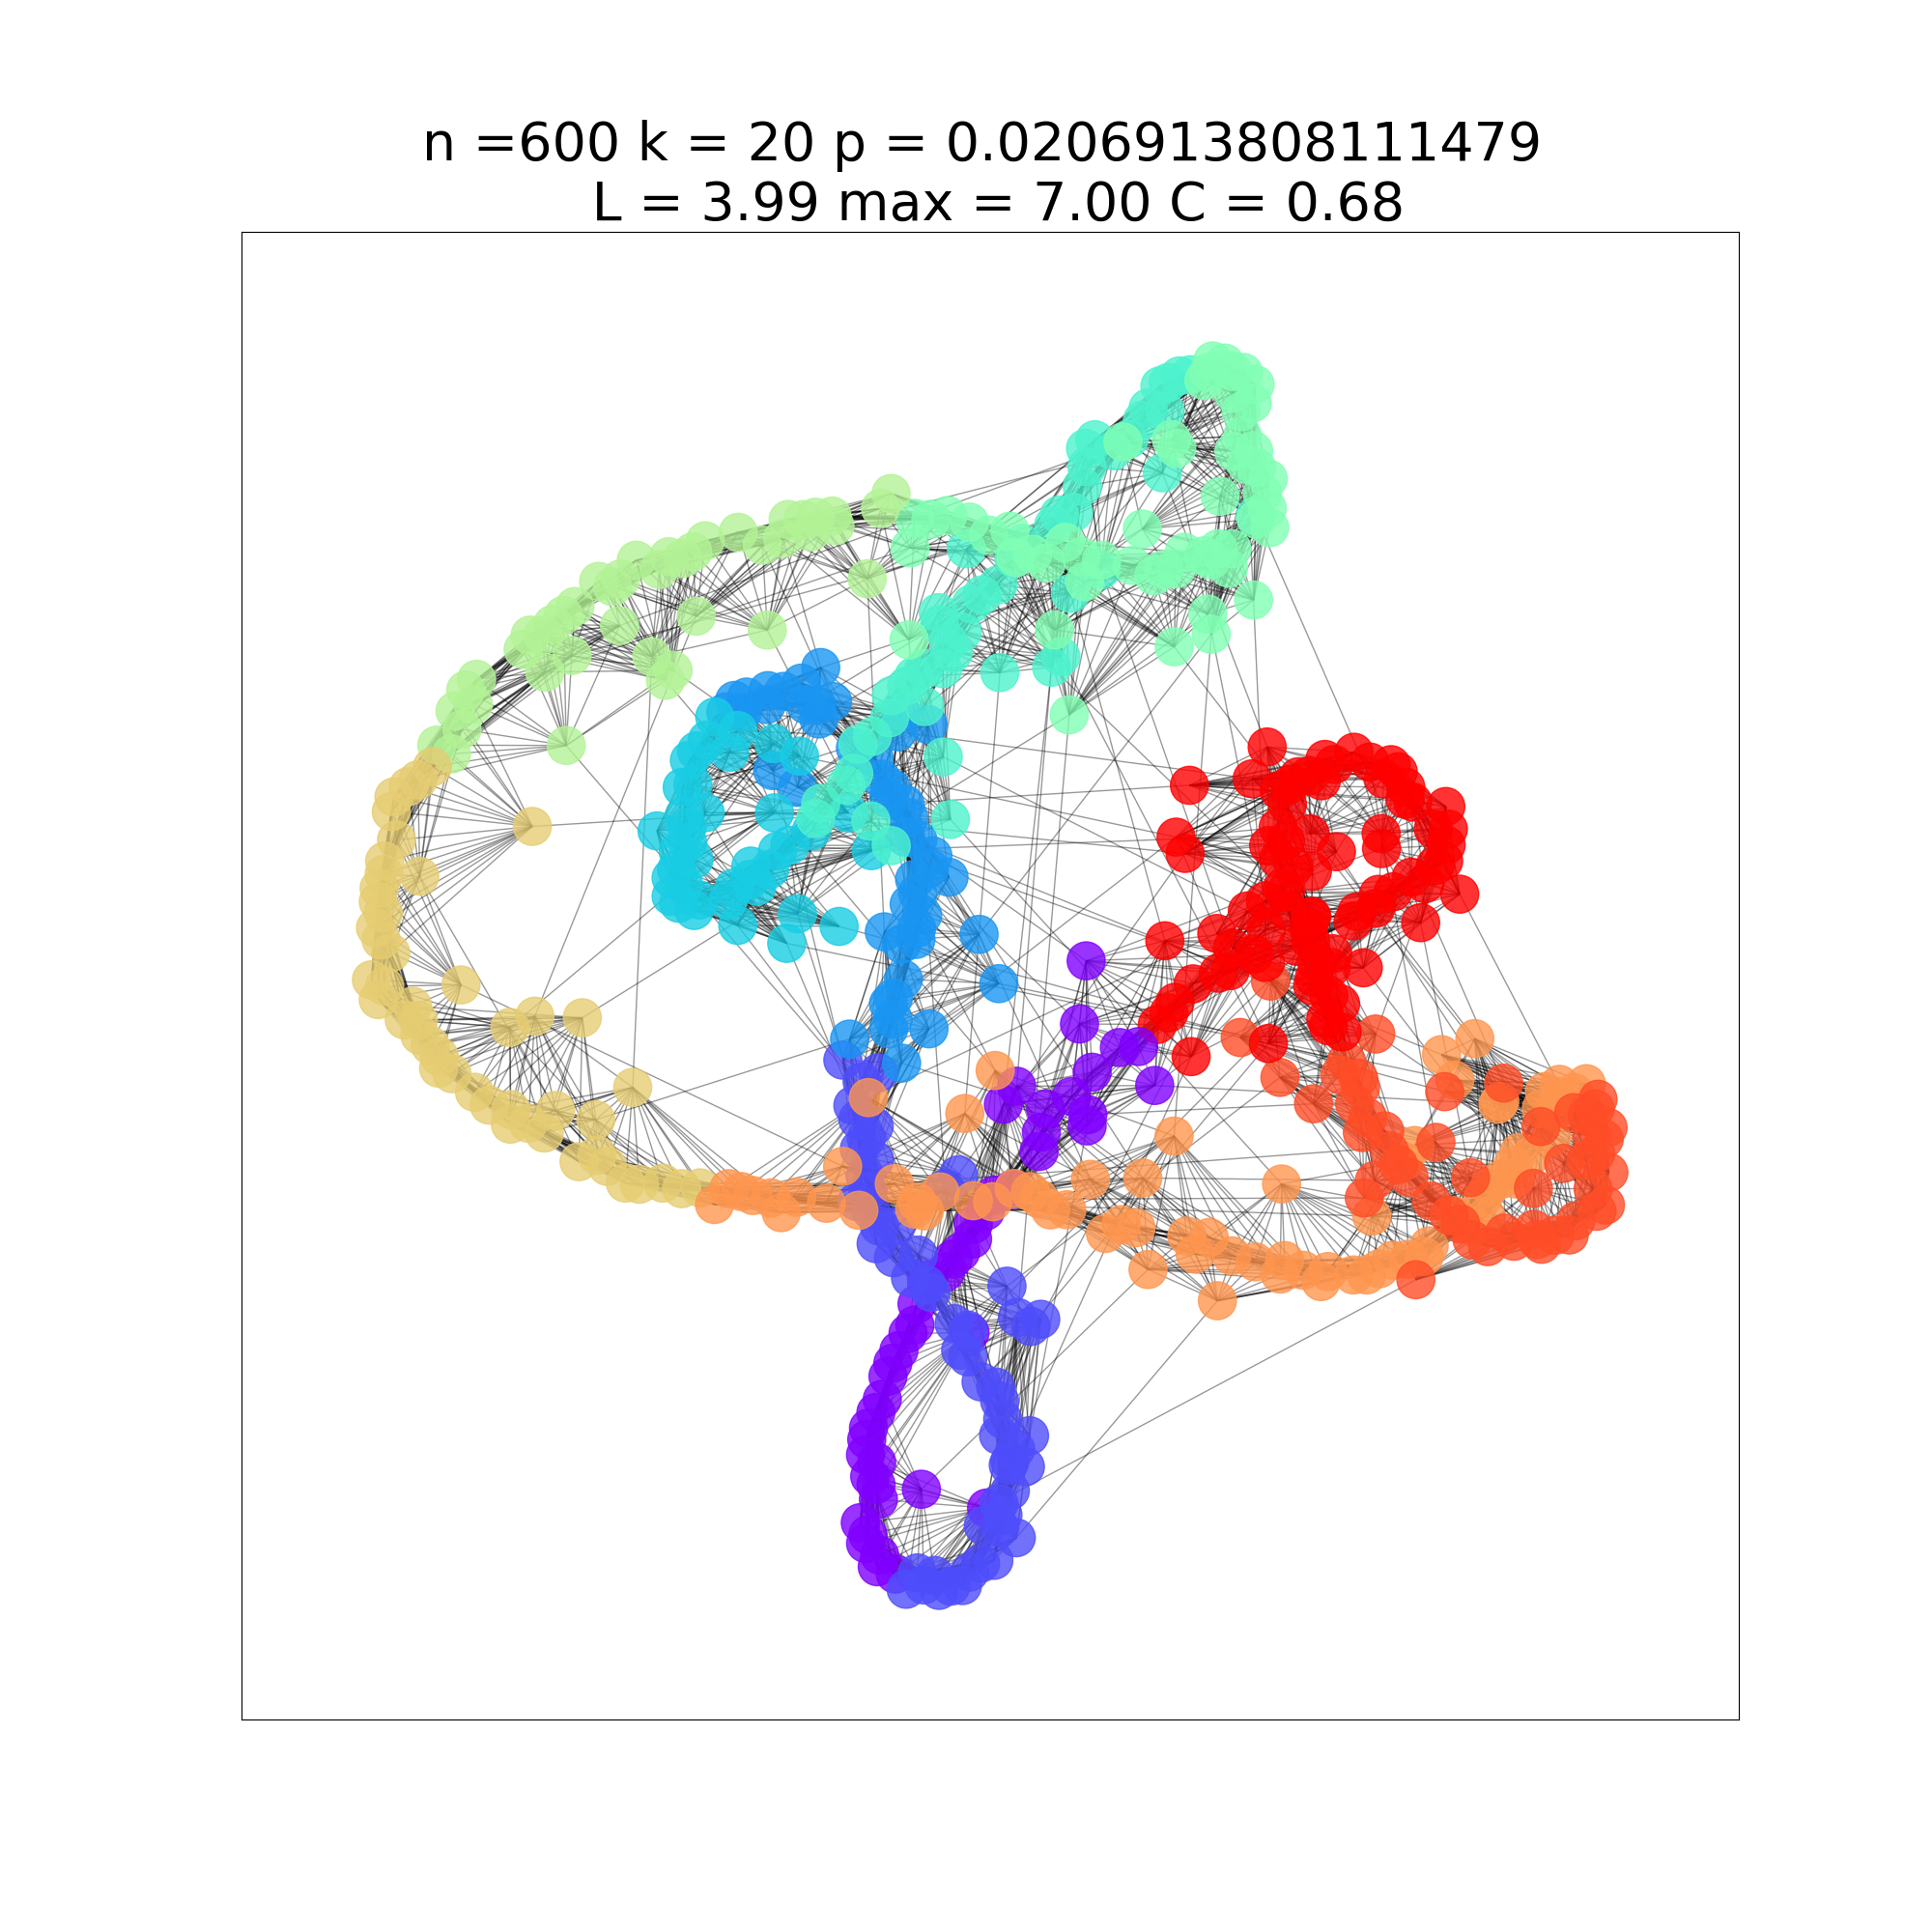 n =600 k = 20 p = 0.0206913808111479
L = 3.99 max = 7.00 C = 0.68